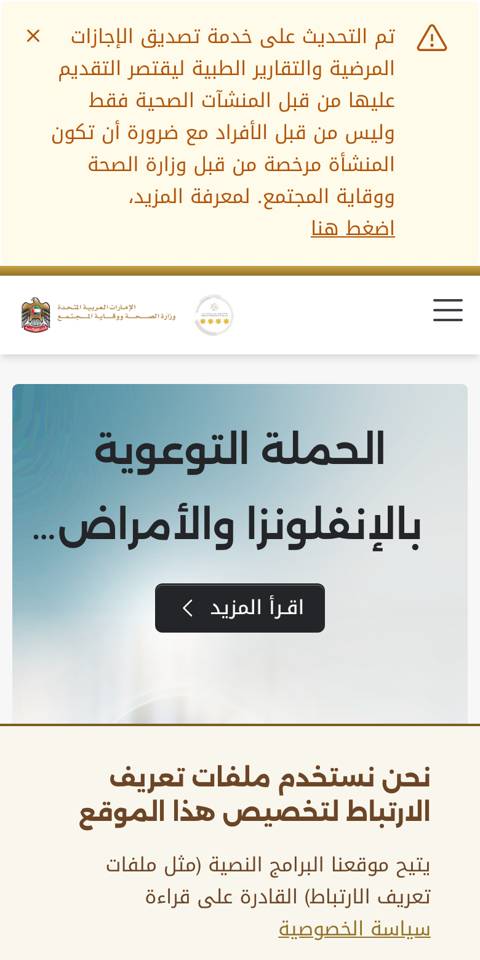 تم التحديث على خدمة تصديق الإجازات
المرضية والتقارير الطبية ليقتصر التقديم
عليها من قبل المنشآت الصحية فقط
وليس من قبل الأفراد مع ضرورة أن تكون
المنشأة مرخصة من قبل وزارة الصحة
ووقاية المجتمع. لمعرفة المزيد،
اضغط هنا
الإمارات العربية المتحدة
وزارة الصحة ووقاية المجتمع
الحملة التوعوية
بالإنفلونزا والأمراض...
اقرأ المزيد
نحن نستخدم ملفات تعريف
الارتباط لتخصيص هذا الموقع
يتيح موقعنا البرامج النصية (مثل ملفات
تعريف الارتباط) القادرة على قراءة
سياسة الخصوصية